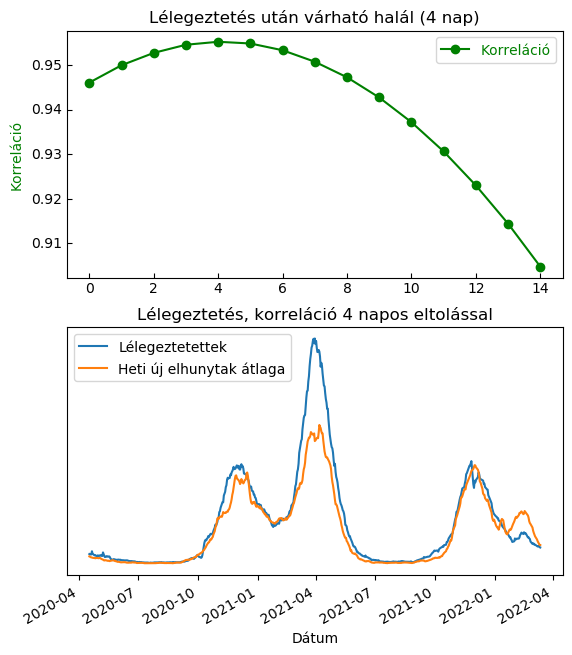 Lélegeztetés után várható halál (4 nap)
Korreláció
Korreláció
0.95
0.94
0.93
0.92
0.91
0 2 4 6 8 10 12 14
Lélegeztetés, korreláció 4 napos eltolással
Lélegeztetettek
Heti új elhunytak átlaga
2020-04 2020-07 2020-10 2021-01 2021-04 2021-07 2021-10 2022-01 2022-04
Dátum